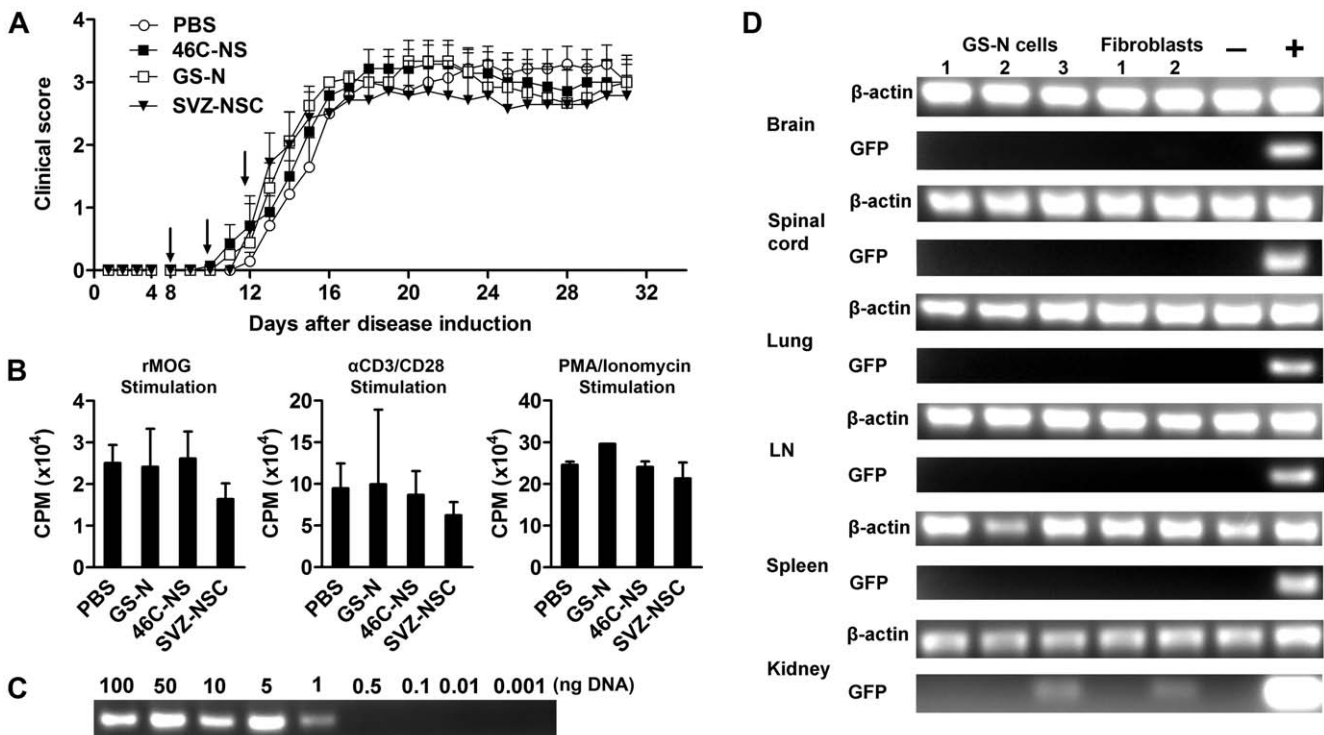 A
PBS
46C-NS
GS-N
SVZ-NSC
Clinical score
4
3
2
1
0
0 4 8 12 16 20 24 28 32
Days after disease induction
B
rMOG
Stimulation
CPM (x10⁴)
4
3
2
1
0
PBS
GS-N
46C-NS
SVZ-NSC
αCD3/CD28
Stimulation
CPM (x10⁴)
20
15
10
5
0
PBS
GS-N
46C-NS
SVZ-NSC
PMA/Ionomycin
Stimulation
CPM (x10⁴)
40
30
20
10
0
PBS
GS-N
46C-NS
SVZ-NSC
C
100 50 10 5 1 0.5 0.1 0.01 0.001 (ng DNA)
D
GS-N cells Fibroblasts − +
1 2 3 1 2
Brain
β-actin
GFP
Spinal
cord
β-actin
GFP
Lung
β-actin
GFP
LN
β-actin
GFP
Spleen
β-actin
GFP
Kidney
β-actin
GFP